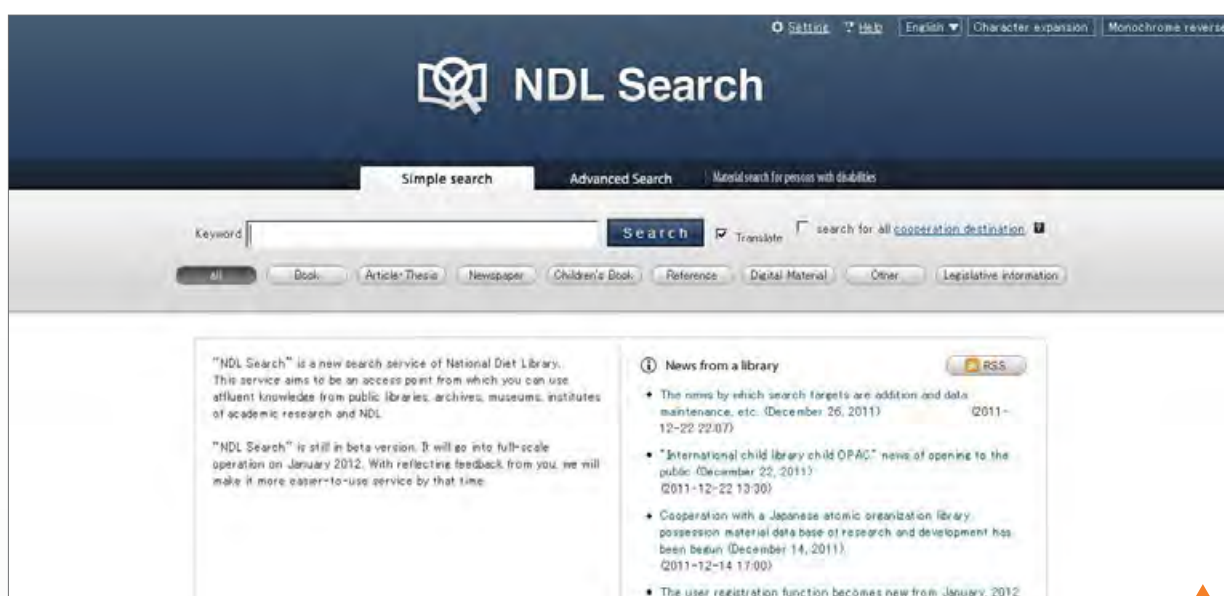 Setting Help English ▼ Character expansion Monochrome reverse
NDL Search
Simple search Advanced Search Material search for persons with disabilities
Keyword Search Translate search for all cooperation destination ?
All Book Article・Thesis Newspaper Children's Book Reference Digital Material Other Legislative information
"NDL Search" is a new search service of National Diet Library.
This service aims to be an access point from which you can use
affluent knowledge from public libraries, archives, museums, institutes
of academic research and NDL.
"NDL Search" is still in beta version. It will go into full-scale
operation on January 2012. With reflecting feedback from you, we will
make it more easier-to-use service by that time.
News from a library RSS
The news by which search targets are addition and data
maintenance, etc. (December 26, 2011) (2011-
12-22 22:07)
"International child library child OPAC" news of opening to the
public (December 22, 2011)
(2011-12-22 13:30)
Cooperation with a Japanese atomic organization library
possession material data base of research and development has
been begun (December 14, 2011)
(2011-12-14 17:00)
The user registration function becomes new from January, 2012